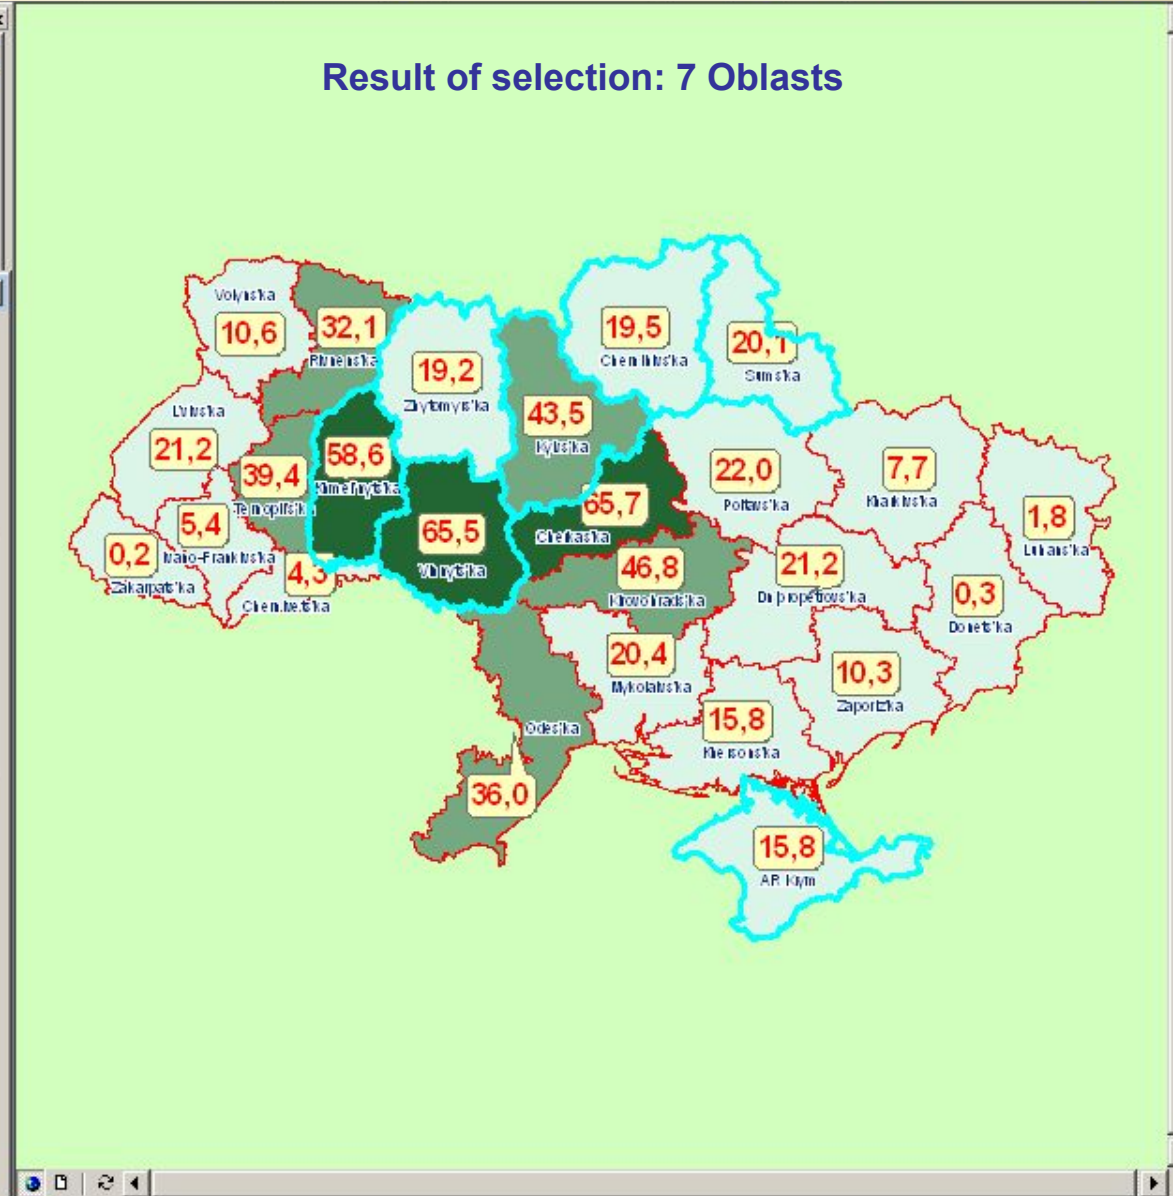 Result of selection: 7 Oblasts
Volyns'ka
10,6
32,1
Rivnens'ka
19,2
Zhytomyrs'ka
19,5
Chernihivs'ka
20,1
Sums'ka
L'vivs'ka
21,2
39,4
Ternopil's'ka
58,6
Khmel'nyts'ka
43,5
Kyivs'ka
22,0
Poltavs'ka
7,7
Kharkivs'ka
1,8
Luhans'ka
0,2
Zakarpats'ka
5,4
Ivano-Frankivs'ka
4,3
Chernivets'ka
65,5
Vinnyts'ka
65,7
Cherkas'ka
46,8
Kirovohrads'ka
21,2
Dnipropetrovs'ka
0,3
Donets'ka
20,4
Mykolaivs'ka
10,3
Zaporiz'ka
15,8
Khersons'ka
Odes'ka
36,0
15,8
AR Krym